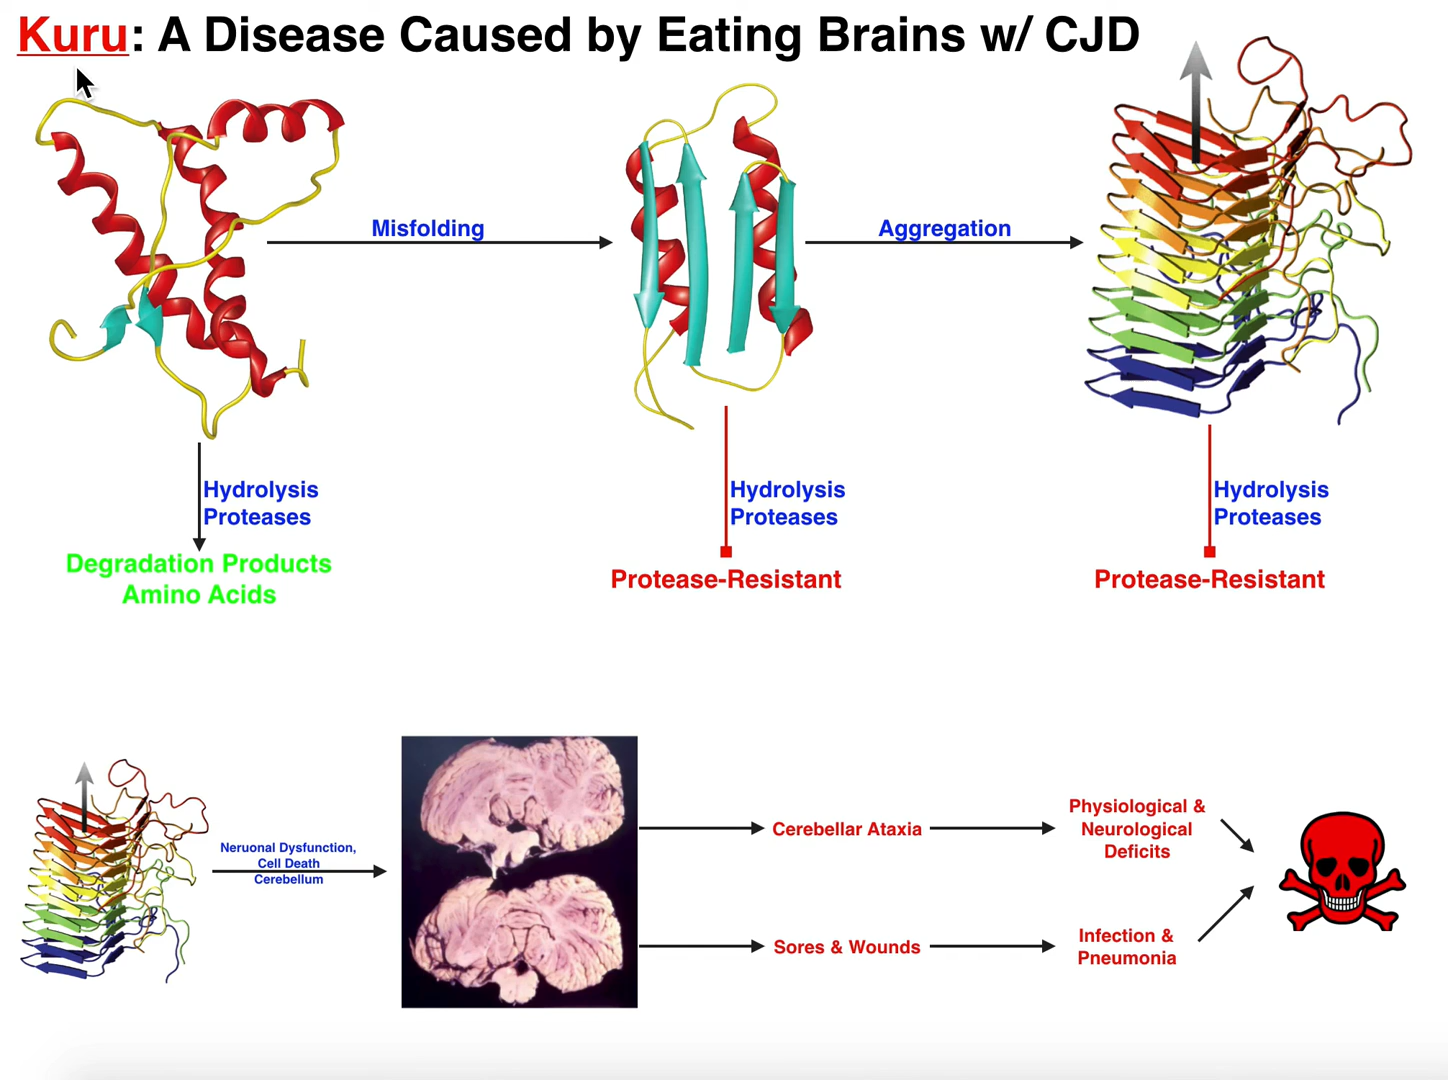 Kuru: A Disease Caused by Eating Brains w/ CJD
Misfolding
Aggregation
Hydrolysis
Proteases
Degradation Products
Amino Acids
Hydrolysis
Proteases
Protease-Resistant
Hydrolysis
Proteases
Protease-Resistant
Neruonal Dysfunction,
Cell Death
Cerebellum
Cerebellar Ataxia
Physiological &
Neurological
Deficits
Sores & Wounds
Infection &
Pneumonia